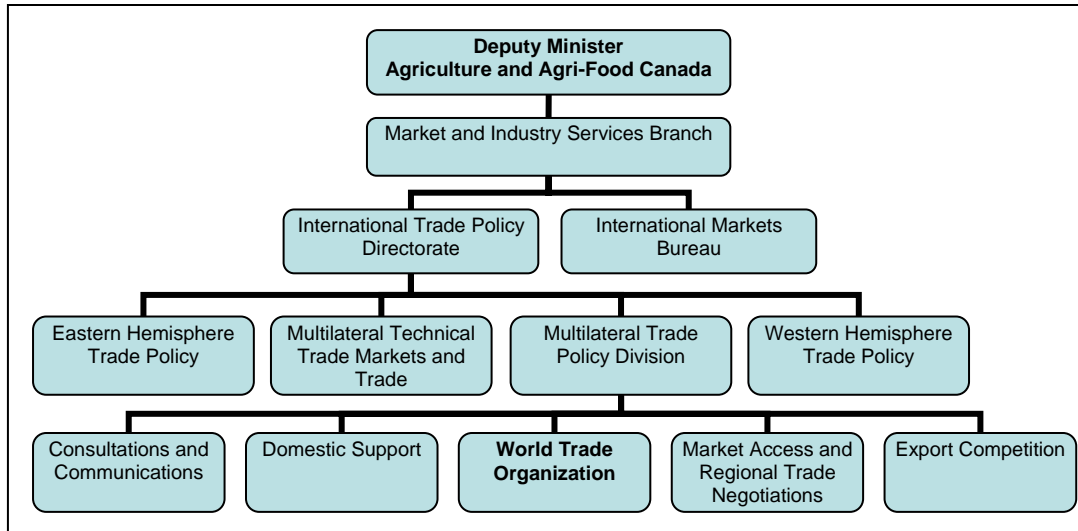 Deputy Minister
Agriculture and Agri-Food Canada
Market and Industry Services Branch
International Trade Policy
Directorate
International Markets
Bureau
Eastern Hemisphere
Trade Policy
Multilateral Technical
Trade Markets and
Trade
Multilateral Trade
Policy Division
Western Hemisphere
Trade Policy
Consultations and
Communications
Domestic Support
World Trade
Organization
Market Access and
Regional Trade
Negotiations
Export Competition